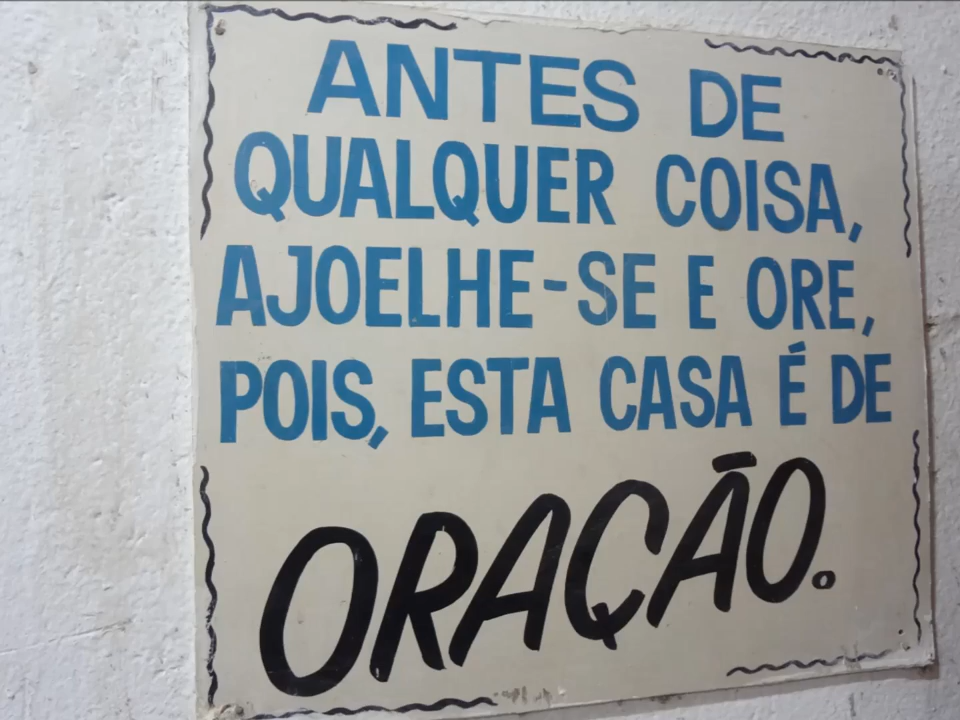 ANTES DE
QUALQUER COISA,
AJOELHE-SE E ORE,
POIS, ESTA CASA É DE
ORAÇÃO.